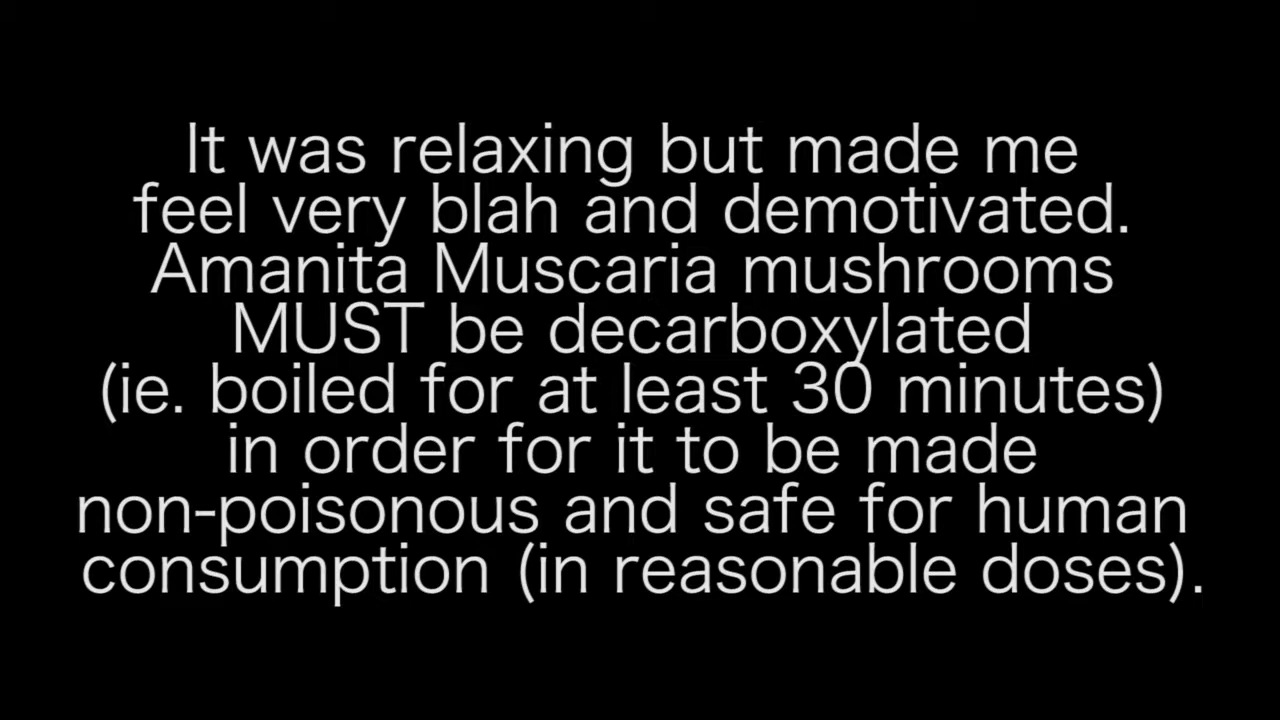 It was relaxing but made me
feel very blah and demotivated.
Amanita Muscaria mushrooms
MUST be decarboxylated
(ie. boiled for at least 30 minutes)
in order for it to be made
non-poisonous and safe for human
consumption (in reasonable doses).